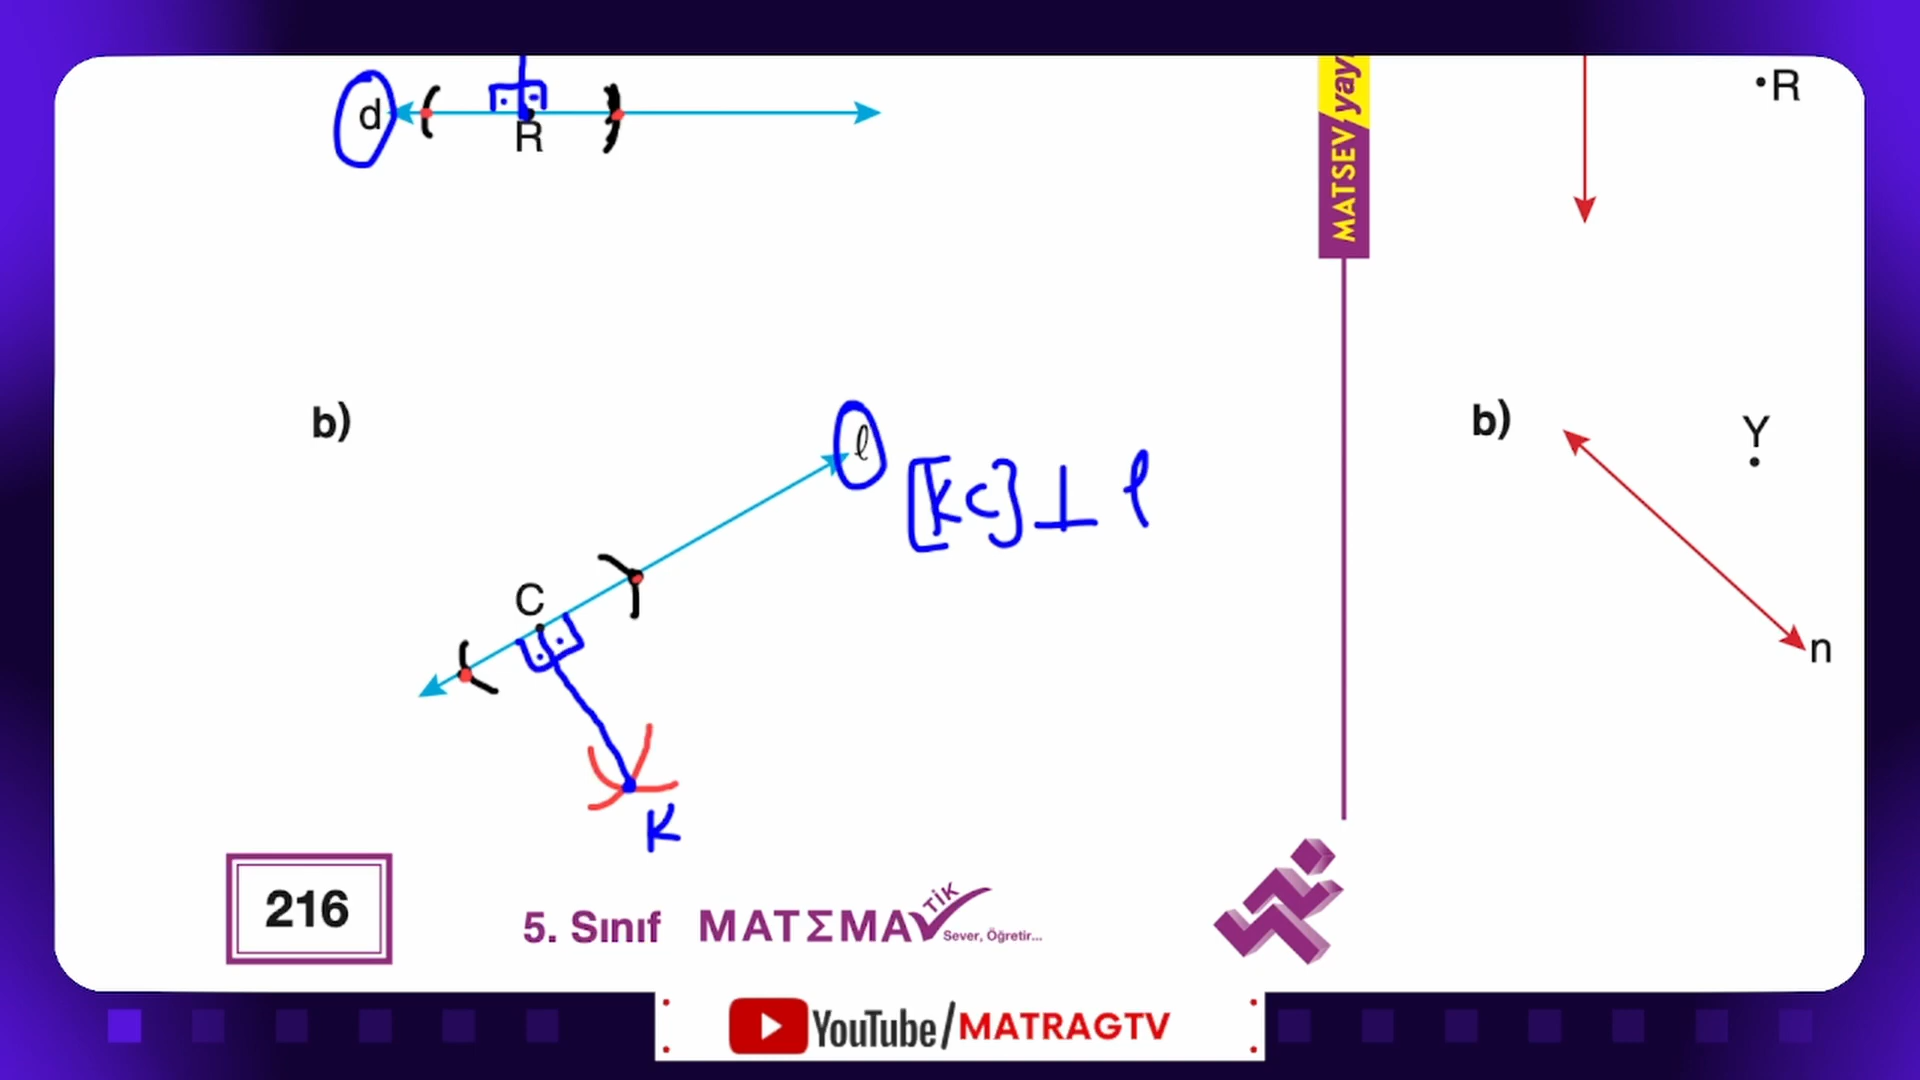 d
R
MATSEV yay
R
b)
ℓ
[KC] ⊥ ℓ
C
K
b)
Y
n
216
5. Sınıf MATΣMATİK
Sever, Öğretir...
YouTube/MATRAGTV